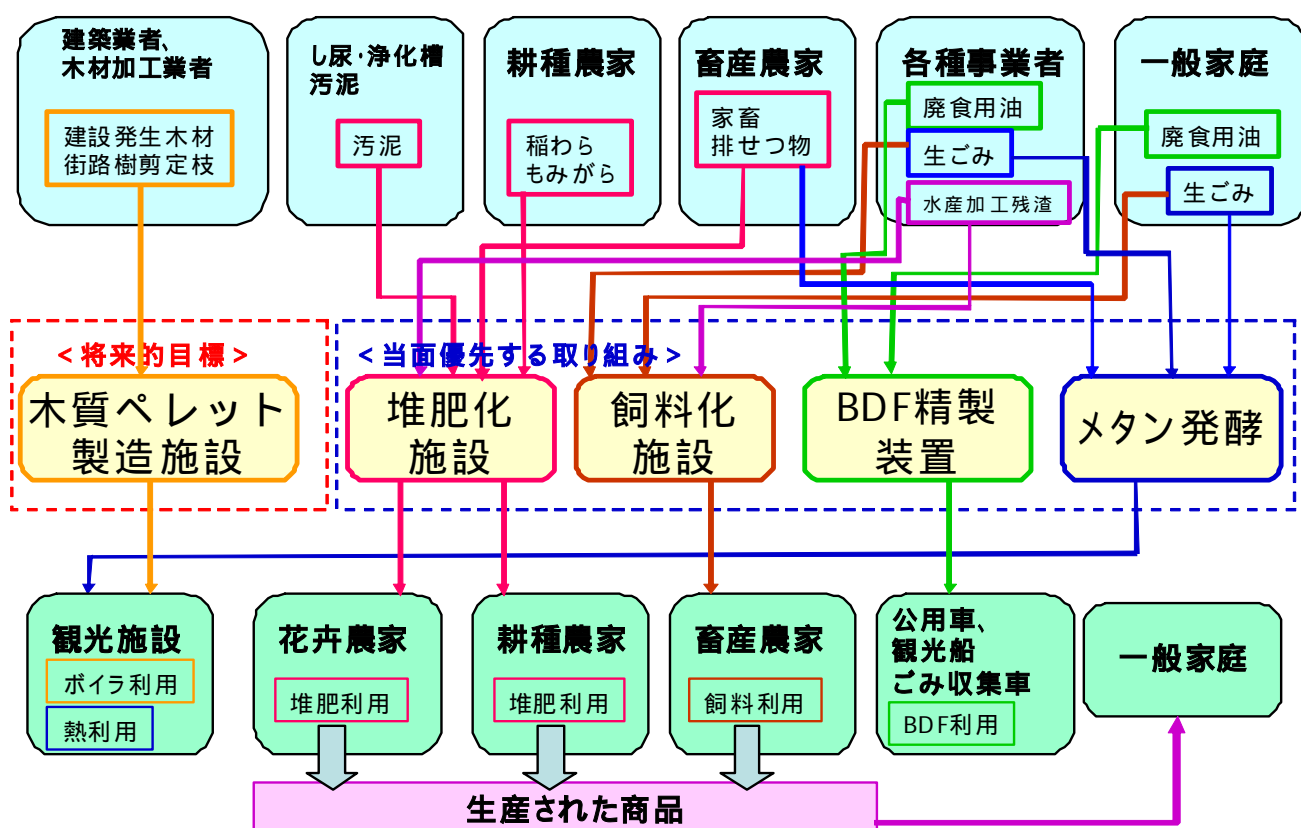 建築業者、
木材加工業者
建設発生木材
街路樹剪定枝
し尿・浄化槽
汚泥
汚泥
耕種農家
稲わら
もみがら
畜産農家
家畜
排せつ物
各種事業者
廃食用油
生ごみ
水産加工残渣
一般家庭
廃食用油
生ごみ
<将来的目標>
<当面優先する取り組み>
木質ペレット
製造施設
堆肥化
施設
飼料化
施設
BDF精製
装置
メタン発酵
観光施設
ボイラ利用
熱利用
花卉農家
堆肥利用
耕種農家
堆肥利用
畜産農家
飼料利用
公用車、
観光船
ごみ収集車
BDF利用
一般家庭
生産された商品